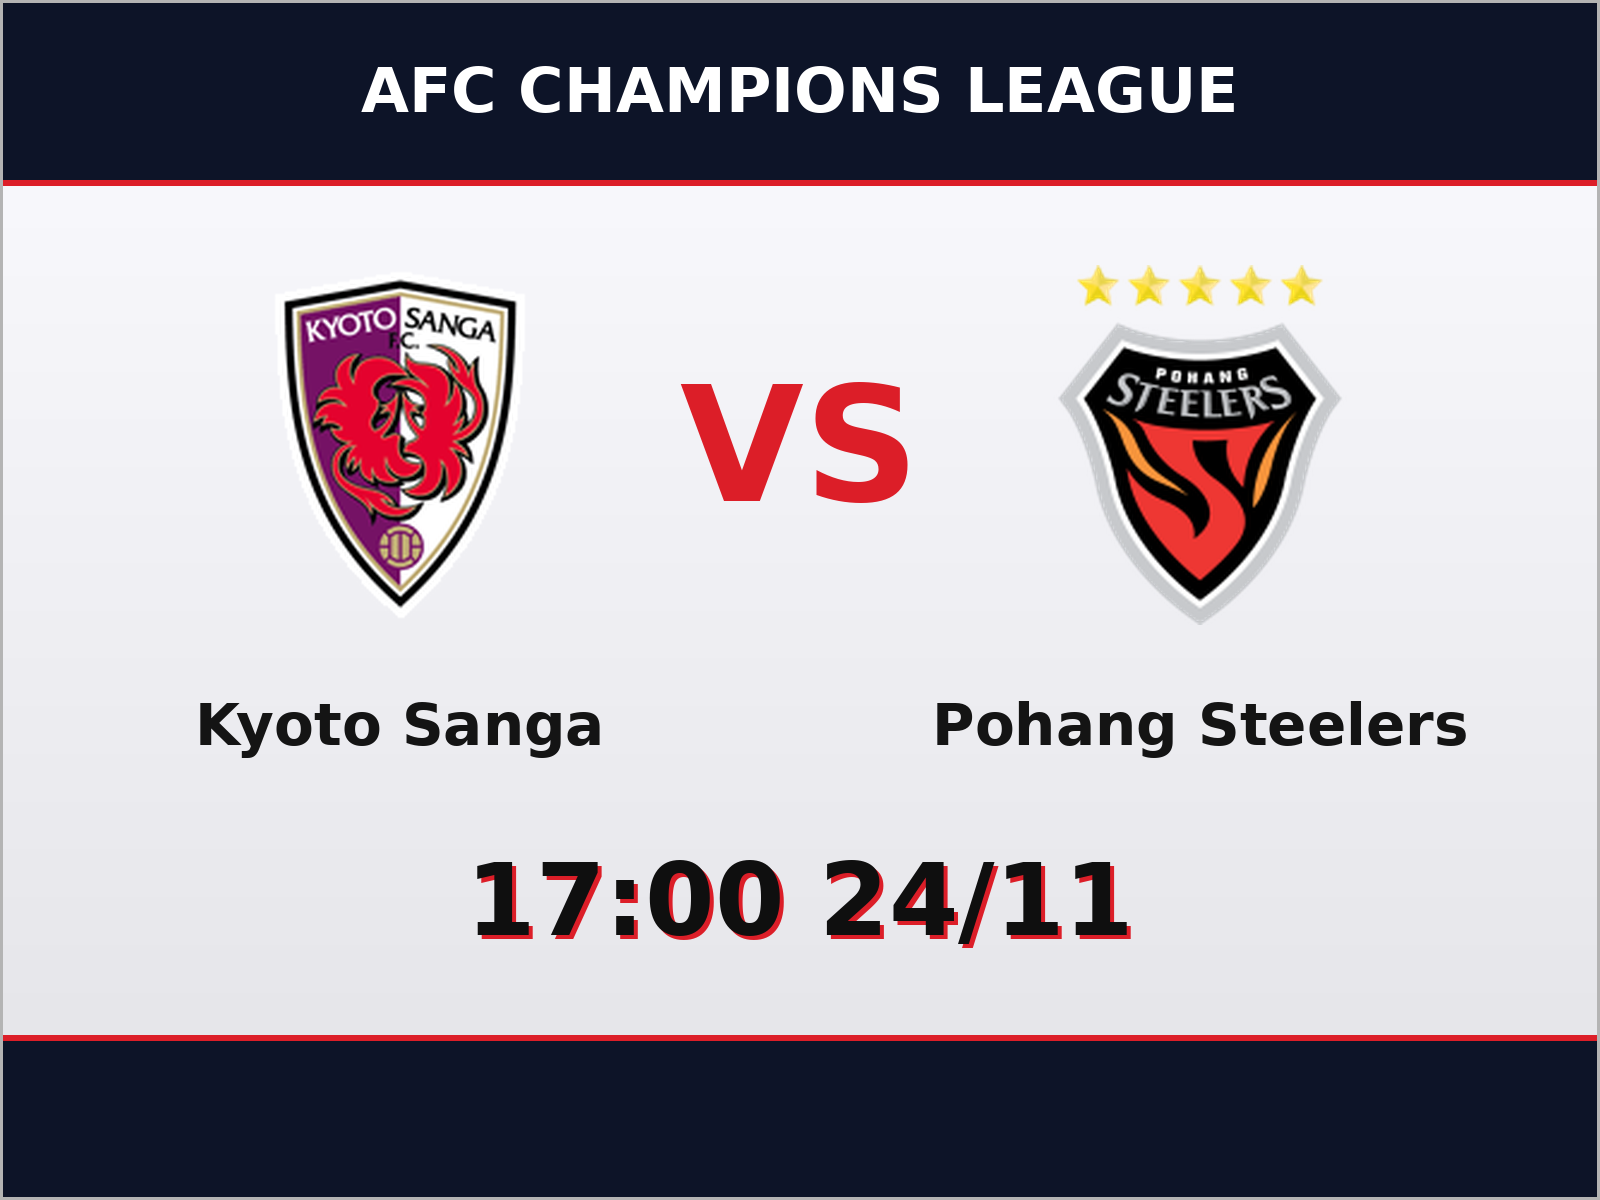 AFC CHAMPIONS LEAGUE
KYOTO SANGA
F.C.
POHANG
STEELERS
VS
Kyoto Sanga
Pohang Steelers
17:00 24/11